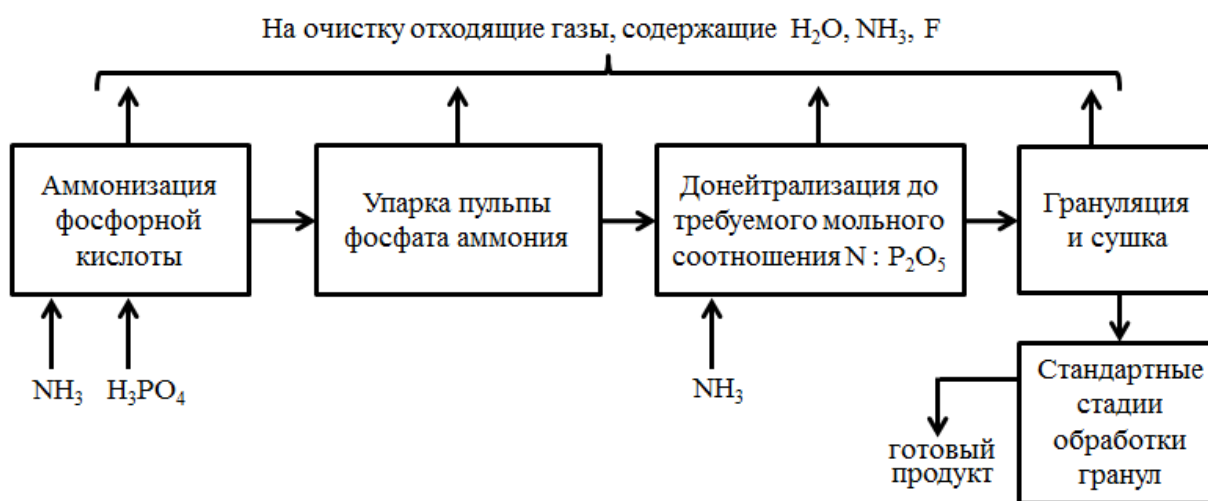 На очистку отходящие газы, содержащие H₂O, NH₃, F
Аммонизация
фосфорной
кислоты
Упарка пульпы
фосфата аммония
Донейтрализация до
требуемого мольного
соотношения N : P₂O₅
Грануляция
и сушка
NH₃
H₃PO₄
NH₃
Стандартные
стадии
обработки
гранул
готовый
продукт